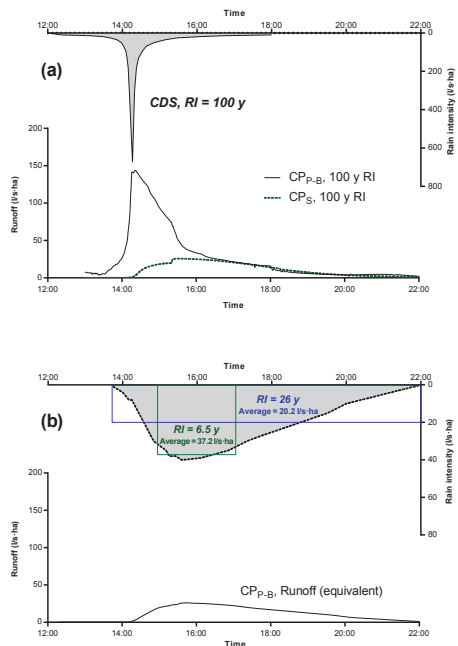 Time
12:00 14:00 16:00 18:00 20:00 22:00
(a)
CDS, RI = 100 y
0
200
400
600
800
Rain intensity (l/s·ha)
200
150
100
50
0
Runoff (l/s·ha)
CPP-B, 100 y RI
CPS, 100 y RI
12:00 14:00 16:00 18:00 20:00 22:00
Time
Time
12:00 14:00 16:00 18:00 20:00 22:00
(b)
RI = 26 y
Average = 20.2 l/s·ha
RI = 6.5 y
Average = 37.2 l/s·ha
0
20
40
60
80
Rain intensity (l/s·ha)
200
150
100
50
0
Runoff (l/s·ha)
CPP-B, Runoff (equivalent)
12:00 14:00 16:00 18:00 20:00 22:00
Time